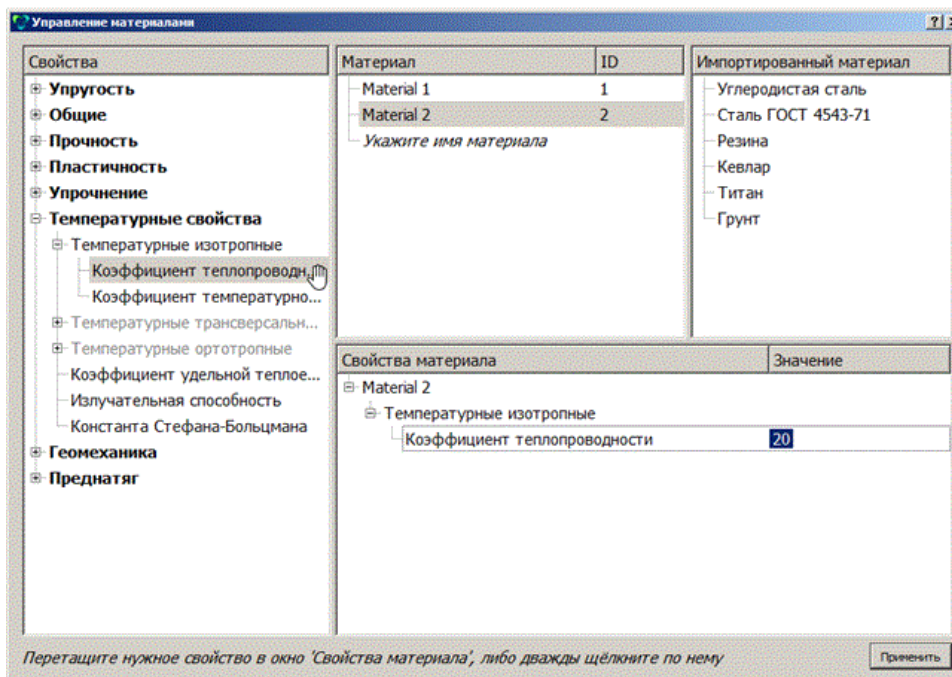 Управление материалами
Свойства
Упругость
Общие
Прочность
Пластичность
Упрочнение
Температурные свойства
Температурные изотропные
Коэффициент теплопроводн...
Коэффициент температурно...
Температурные трансверсальн...
Температурные ортотропные
Коэффициент удельной теплое...
Излучательная способность
Константа Стефана-Больцмана
Геомеханика
Преднатяг
Материал ID
Material 1 1
Material 2 2
Укажите имя материала
Импортированный материал
Углеродистая сталь
Сталь ГОСТ 4543-71
Резина
Кевлар
Титан
Грунт
Свойства материала Значение
Material 2
Температурные изотропные
Коэффициент теплопроводности 20
Перетащите нужное свойство в окно 'Свойства материала', либо дважды щёлкните по нему
Применить